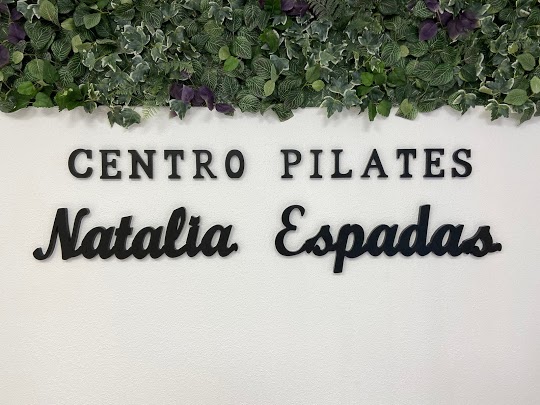 CENTRO PILATES
Natalia Espadas